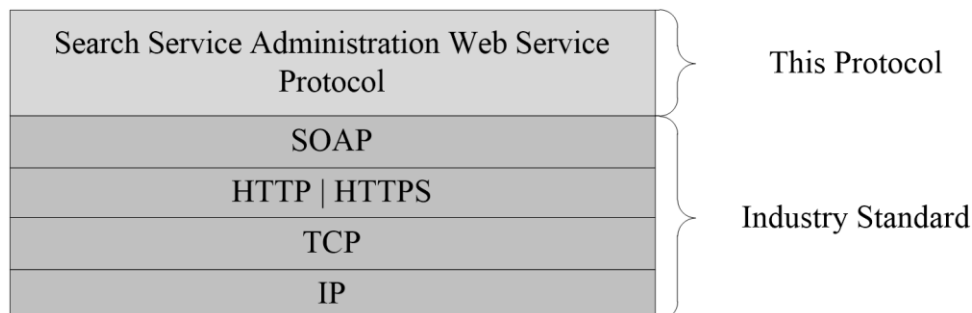 Search Service Administration Web Service
Protocol
This Protocol
SOAP
HTTP | HTTPS
TCP
IP
Industry Standard